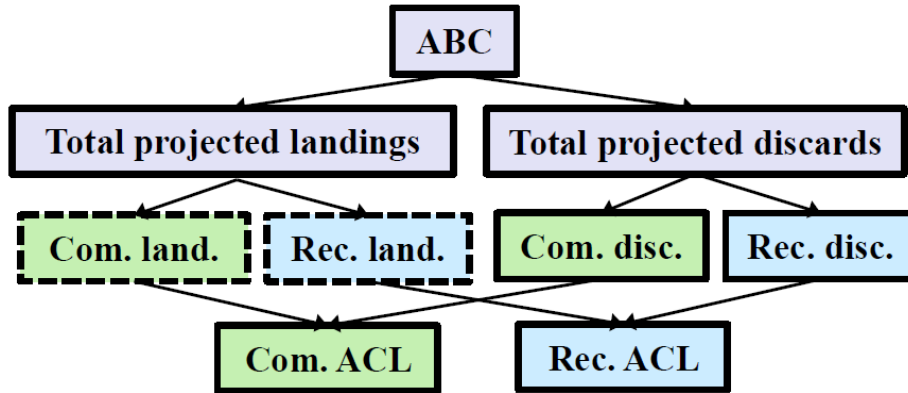 ABC
Total projected landings
Total projected discards
Com. land.
Rec. land.
Com. disc.
Rec. disc.
Com. ACL
Rec. ACL